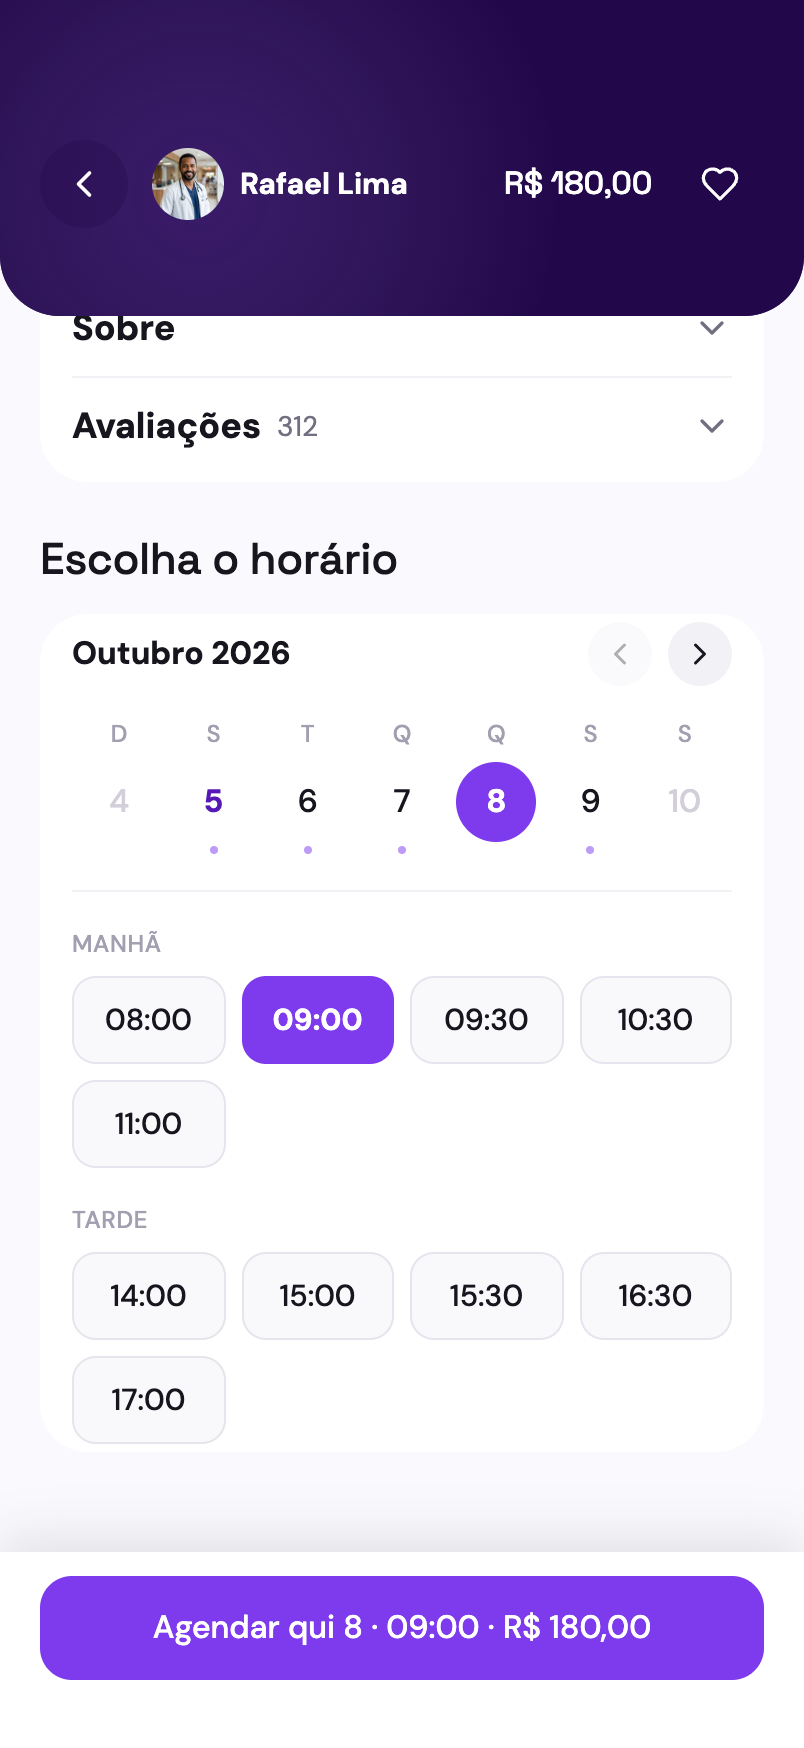 Rafael Lima R$ 180,00
Sobre
Avaliações 312
Escolha o horário
Outubro 2026
D S T Q Q S S
4 5 6 7 8 9 10
MANHÃ
08:00 09:00 09:30 10:30
11:00
TARDE
14:00 15:00 15:30 16:30
17:00
Agendar qui 8 · 09:00 · R$ 180,00